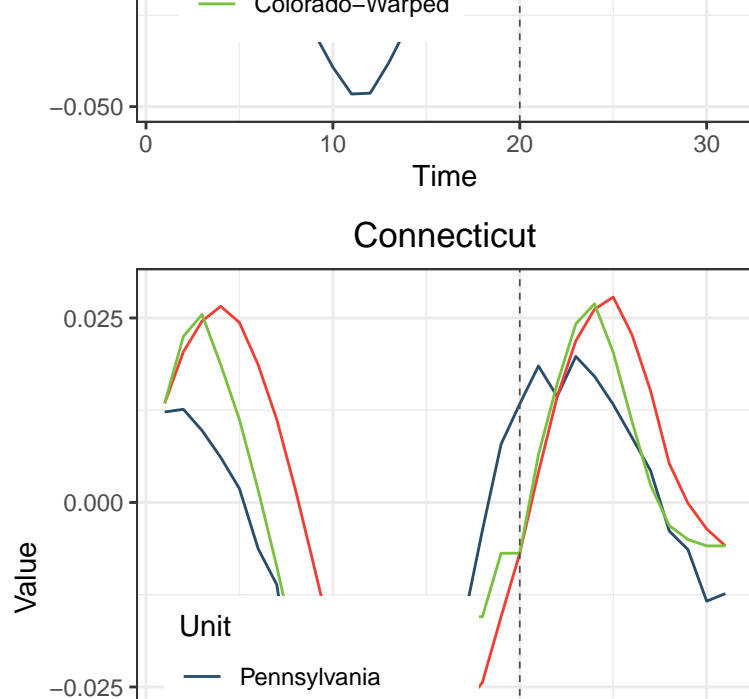 Colorado−Warped
−0.050
0 10 20 30
Time
Connecticut
0.025
0.000
Value
Unit
Pennsylvania
−0.025